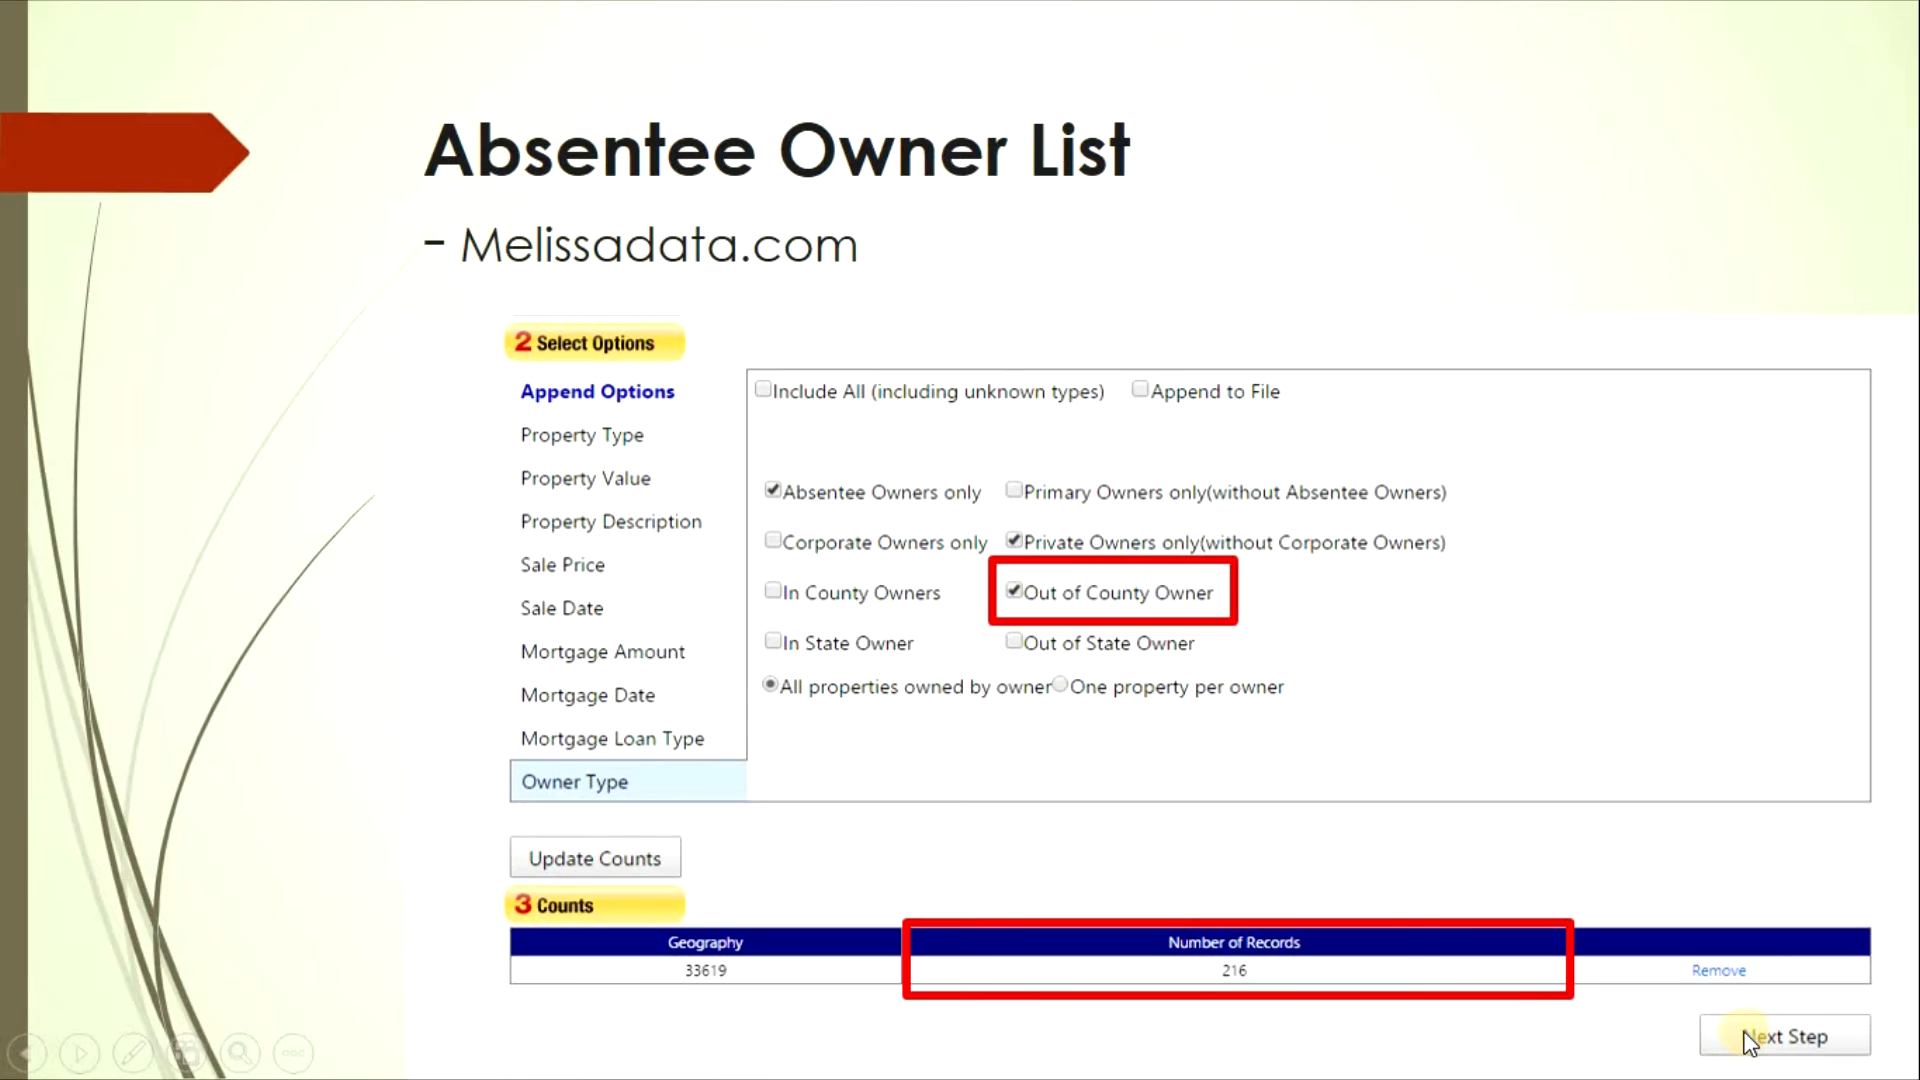 Absentee Owner List
- Melissadata.com
2 Select Options
Append Options
Property Type
Property Value
Property Description
Sale Price
Sale Date
Mortgage Amount
Mortgage Date
Mortgage Loan Type
Owner Type
Include All (including unknown types) Append to File
Absentee Owners only Primary Owners only(without Absentee Owners)
Corporate Owners only Private Owners only(without Corporate Owners)
In County Owners Out of County Owner
In State Owner Out of State Owner
All properties owned by owner One property per owner
Update Counts
3 Counts
Geography Number of Records
33619 216 Remove
Next Step